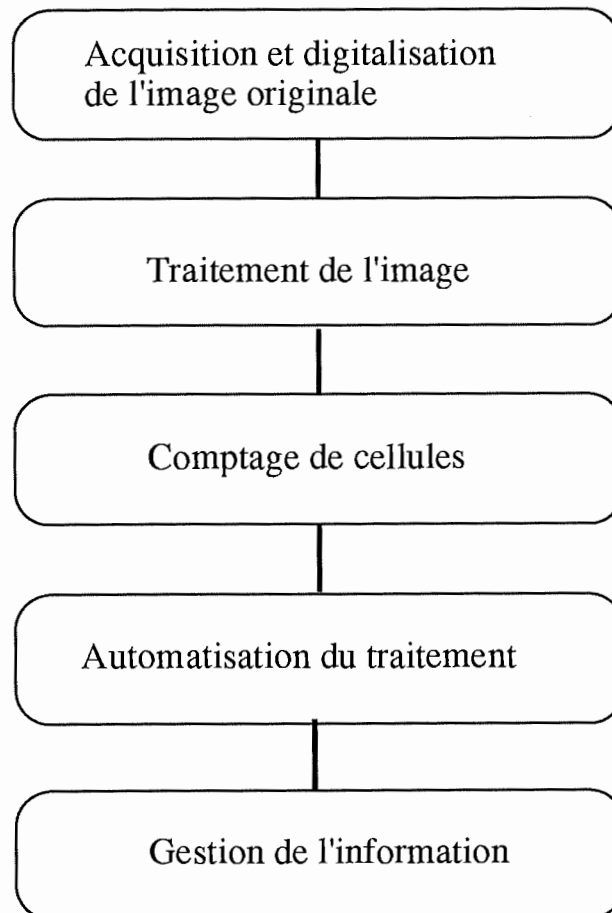 Acquisition et digitalisation
de l'image originale
Traitement de l'image
Comptage de cellules
Automatisation du traitement
Gestion de l'information